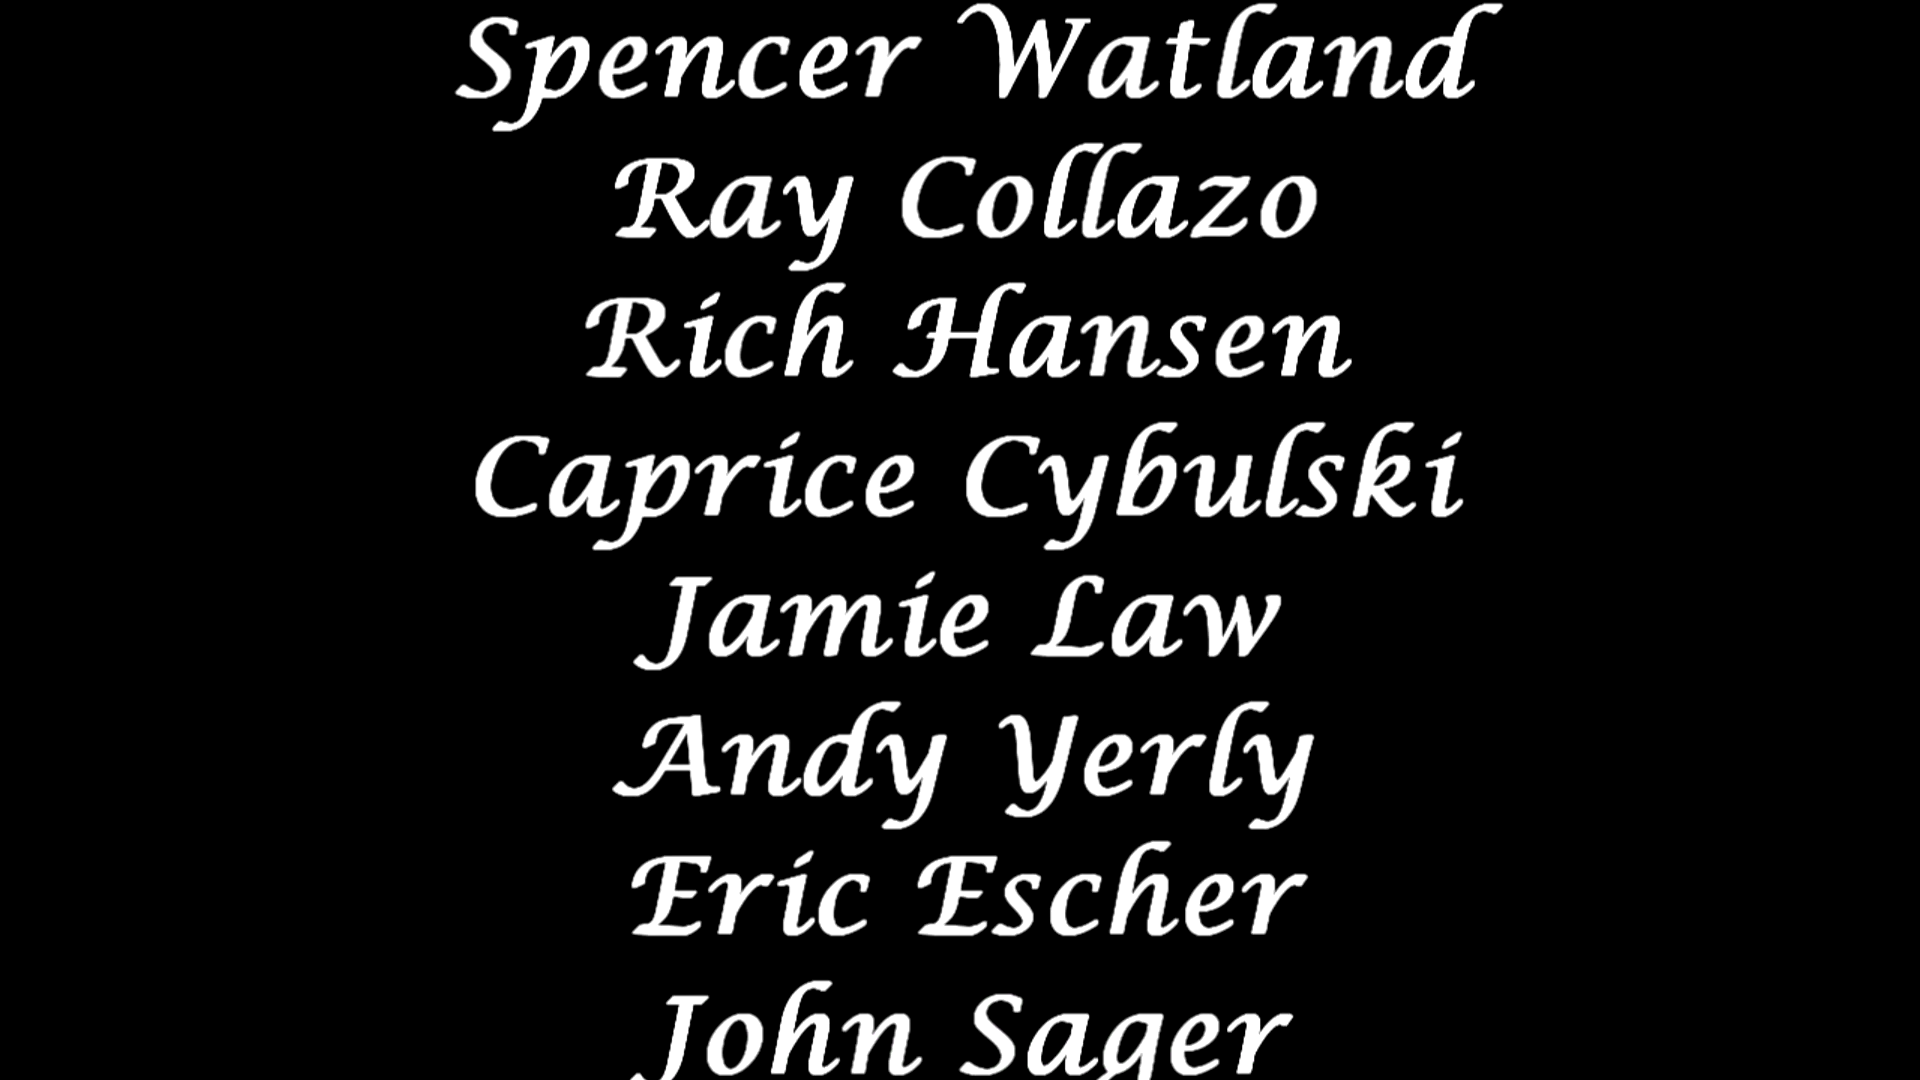 Spencer Watland
Ray Collazo
Rich Hansen
Caprice Cybulski
Jamie Law
Andy Yerly
Eric Escher
John Sager